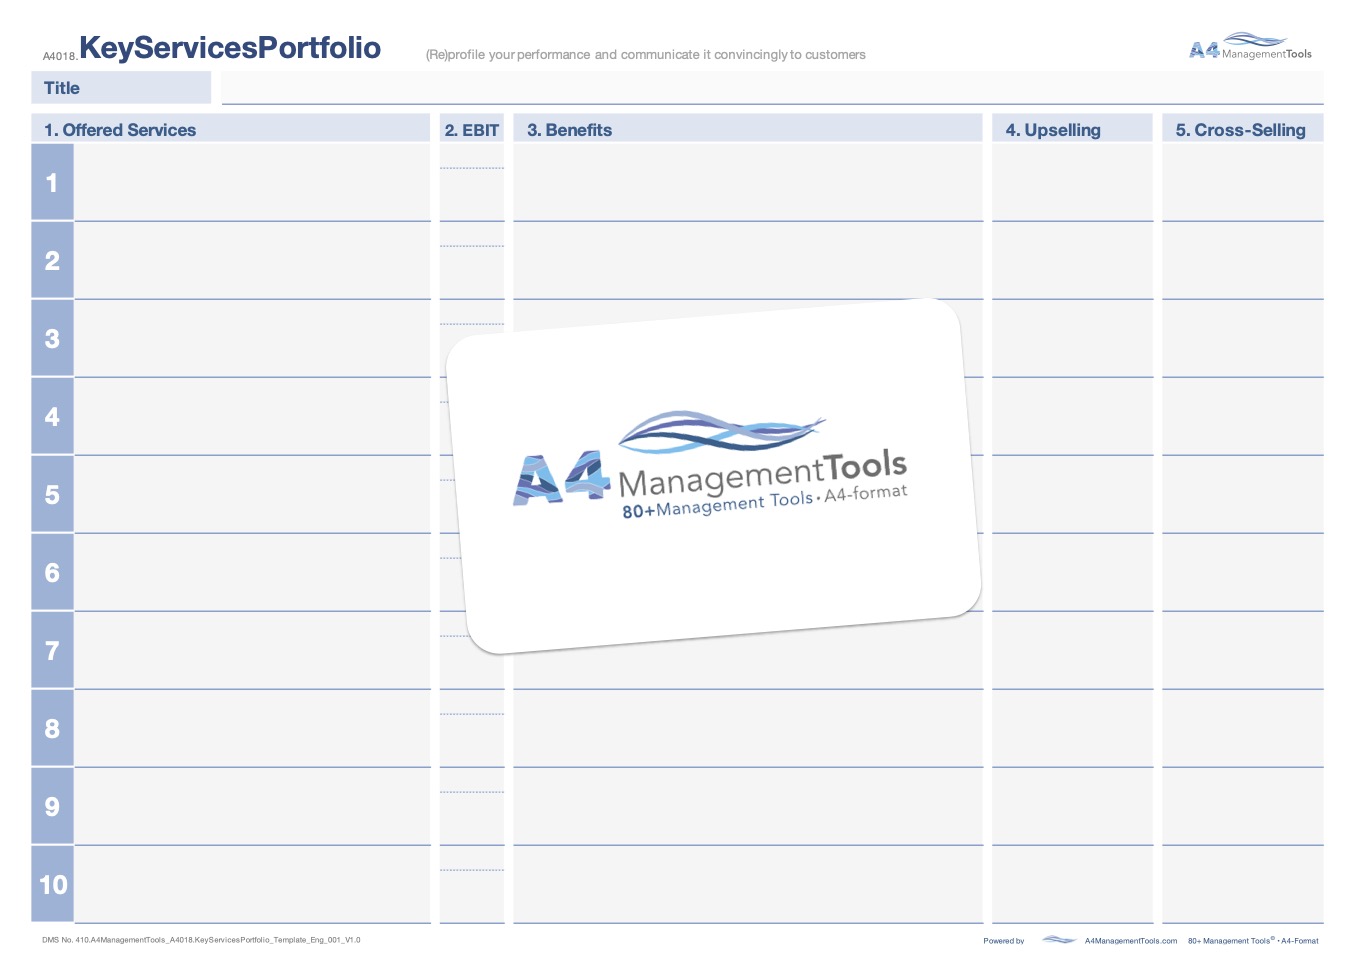 A4018. KeyServicesPortfolio
(Re)profile your performance and communicate it convincingly to customers
A4 ManagementTools
Title
1. Offered Services
2. EBIT
3. Benefits
4. Upselling
5. Cross-Selling
1
2
3
4
5
6
7
8
9
10
A4 ManagementTools
80+Management Tools · A4-format
DMS No. 410.A4ManagementTools_A4018.KeyServicesPortfolio_Template_Eng_001_V1.0
Powered by A4ManagementTools.com 80+ Management Tools® • A4-Format